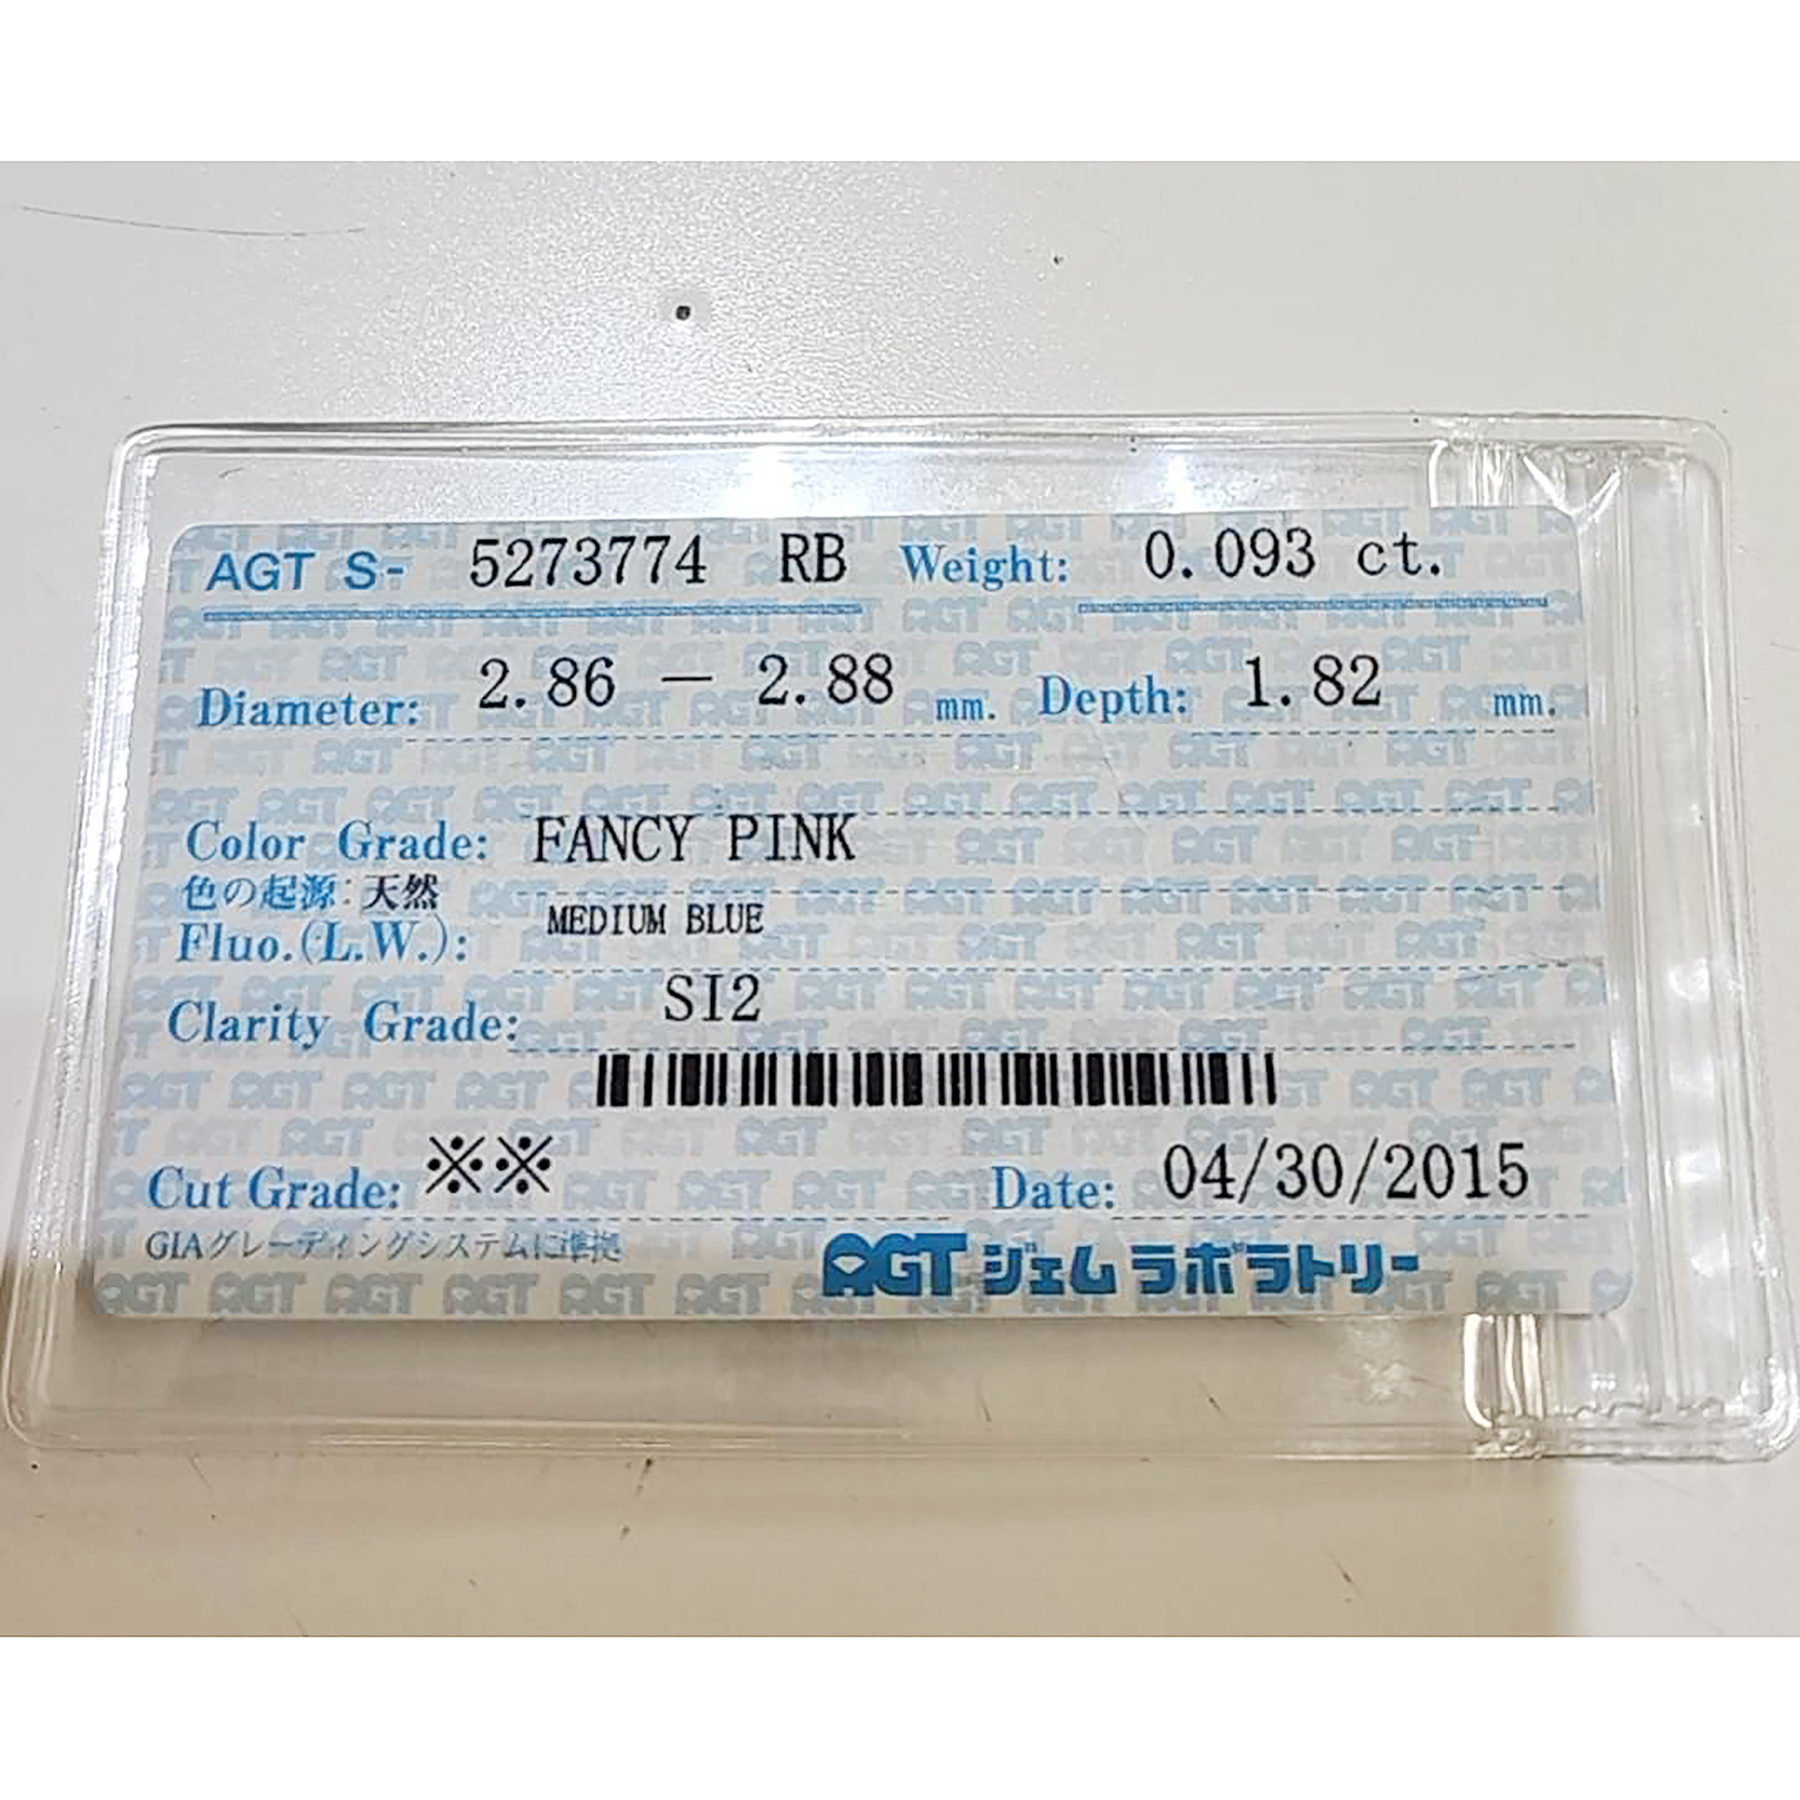 AGT S- 5273774 RB Weight: 0.093 ct.
Diameter: 2.86 － 2.88 mm. Depth: 1.82 mm.
Color Grade: FANCY PINK
色の起源:天然
Fluo.(L.W.): MEDIUM BLUE
Clarity Grade: SI2
Cut Grade: ※※ Date: 04/30/2015
GIAグレーディングシステムに準拠
AGTジェムラボラトリー